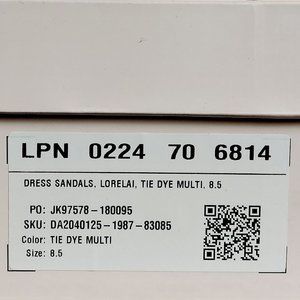 LPN 0224 70 6814
DRESS SANDALS, LORELAI, TIE DYE MULTI, 8.5
PO: JK97578-180095
SKU: DA2040125-1987-83085
Color: TIE DYE MULTI
Size: 8.5